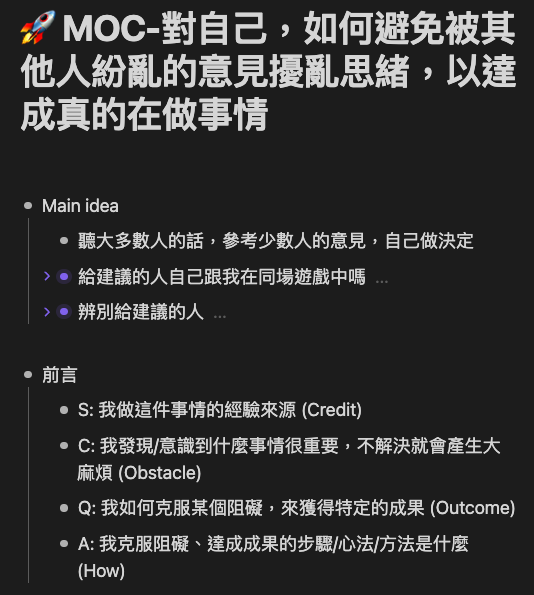 🚀 MOC-對自己，如何避免被其
他人紛亂的意見擾亂思緒，以達
成真的在做事情
Main idea
聽大多數人的話，參考少數人的意見，自己做決定
給建議的人自己跟我在同場遊戲中嗎 ...
辨別給建議的人 ...
前言
S: 我做這件事情的經驗來源 (Credit)
C: 我發現/意識到什麼事情很重要，不解決就會產生大
麻煩 (Obstacle)
Q: 我如何克服某個阻礙，來獲得特定的成果 (Outcome)
A: 我克服阻礙、達成成果的步驟/心法/方法是什麼
(How)